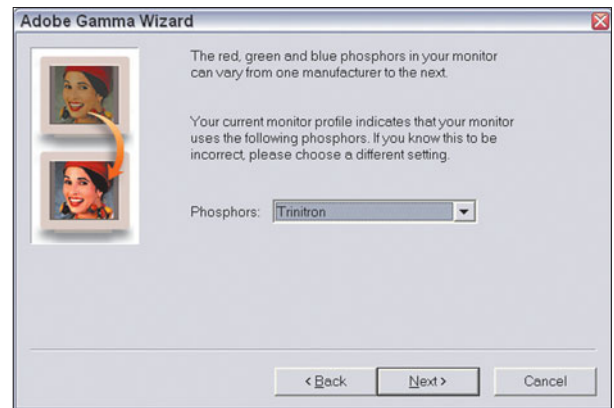 Adobe Gamma Wizard
The red, green and blue phosphors in your monitor
can vary from one manufacturer to the next.
Your current monitor profile indicates that your monitor
uses the following phosphors. If you know this to be
incorrect, please choose a different setting.
Phosphors: Trinitron
< Back Next > Cancel